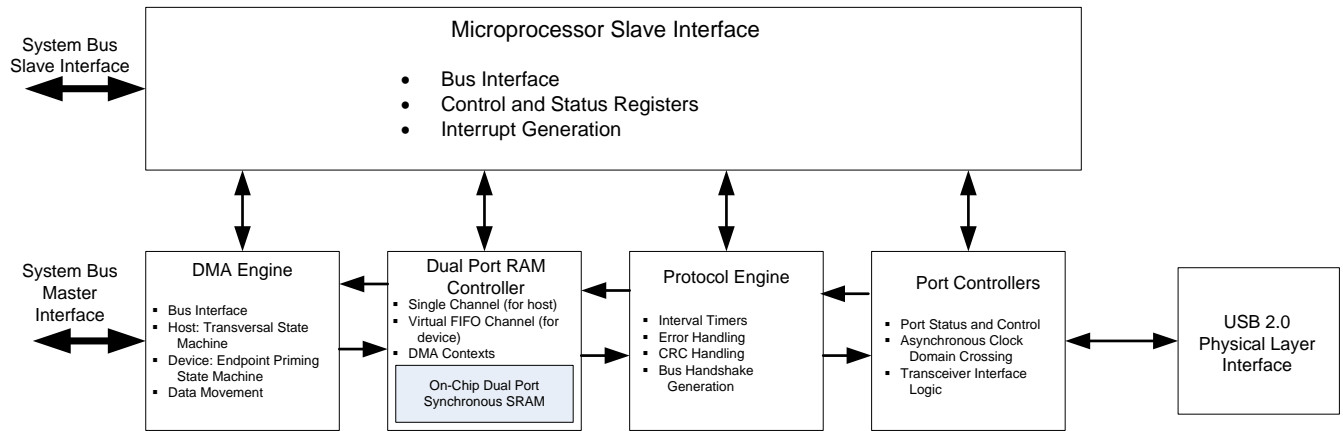 Microprocessor Slave Interface
System Bus
Slave Interface
• Bus Interface
• Control and Status Registers
• Interrupt Generation
System Bus
Master
Interface
DMA Engine
▪ Bus Interface
▪ Host: Transversal State
Machine
▪ Device: Endpoint Priming
State Machine
▪ Data Movement
Dual Port RAM
Controller
▪ Single Channel (for host)
▪ Virtual FIFO Channel (for
device)
▪ DMA Contexts
On-Chip Dual Port
Synchronous SRAM
Protocol Engine
▪ Interval Timers
▪ Error Handling
▪ CRC Handling
▪ Bus Handshake
Generation
Port Controllers
▪ Port Status and Control
▪ Asynchronous Clock
Domain Crossing
▪ Transceiver Interface
Logic
USB 2.0
Physical Layer
Interface